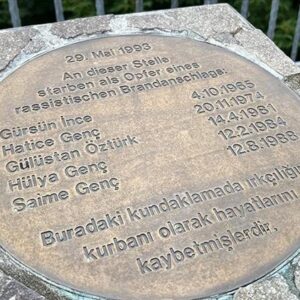 29. Mai 1993
An dieser Stelle
starben als Opfer eines
rassistischen Brandanschlags:
Gürsün İnce 4.10.1965
Hatice Genç 20.11.1974
Gülüstan Öztürk 14.4.1981
Hülya Genç 12.2.1984
Saime Genç 12.8.1988
Buradaki kundaklamada ırkçılığın
kurbanı olarak hayatlarını
kaybetmişlerdir.